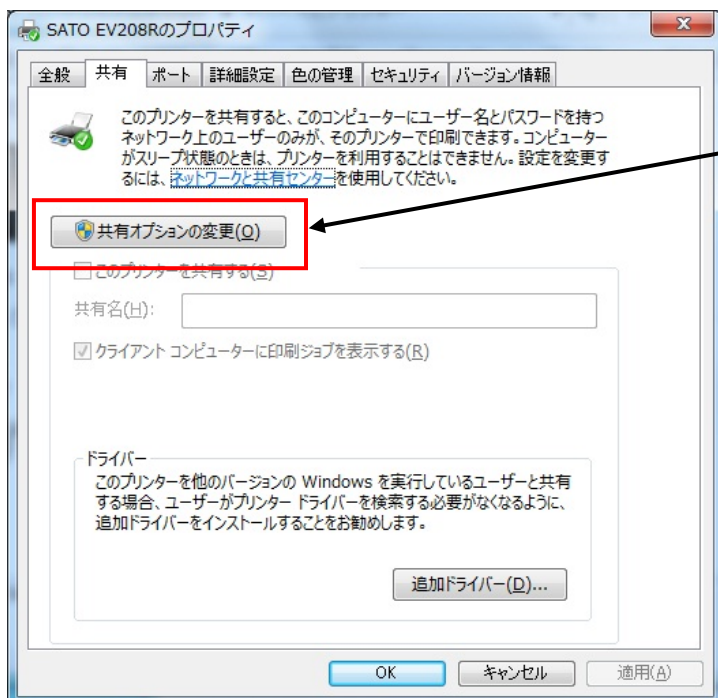 SATO EV208Rのプロパティ
全般 共有 ポート 詳細設定 色の管理 セキュリティ バージョン情報
このプリンターを共有すると、このコンピューターにユーザー名とパスワードを持つ
ネットワーク上のユーザーのみが、そのプリンターで印刷できます。コンピューター
がスリープ状態のときは、プリンターを利用することはできません。設定を変更す
るには、ネットワークと共有センターを使用してください。
共有オプションの変更(O)
このプリンターを共有する(S)
共有名(H):
クライアント コンピューターに印刷ジョブを表示する(R)
ドライバー
このプリンターを他のバージョンの Windows を実行しているユーザーと共有
する場合、ユーザーがプリンター ドライバーを検索する必要がなくなるように、
追加ドライバーをインストールすることをお勧めします。
追加ドライバー(D)...
OK キャンセル 適用(A)